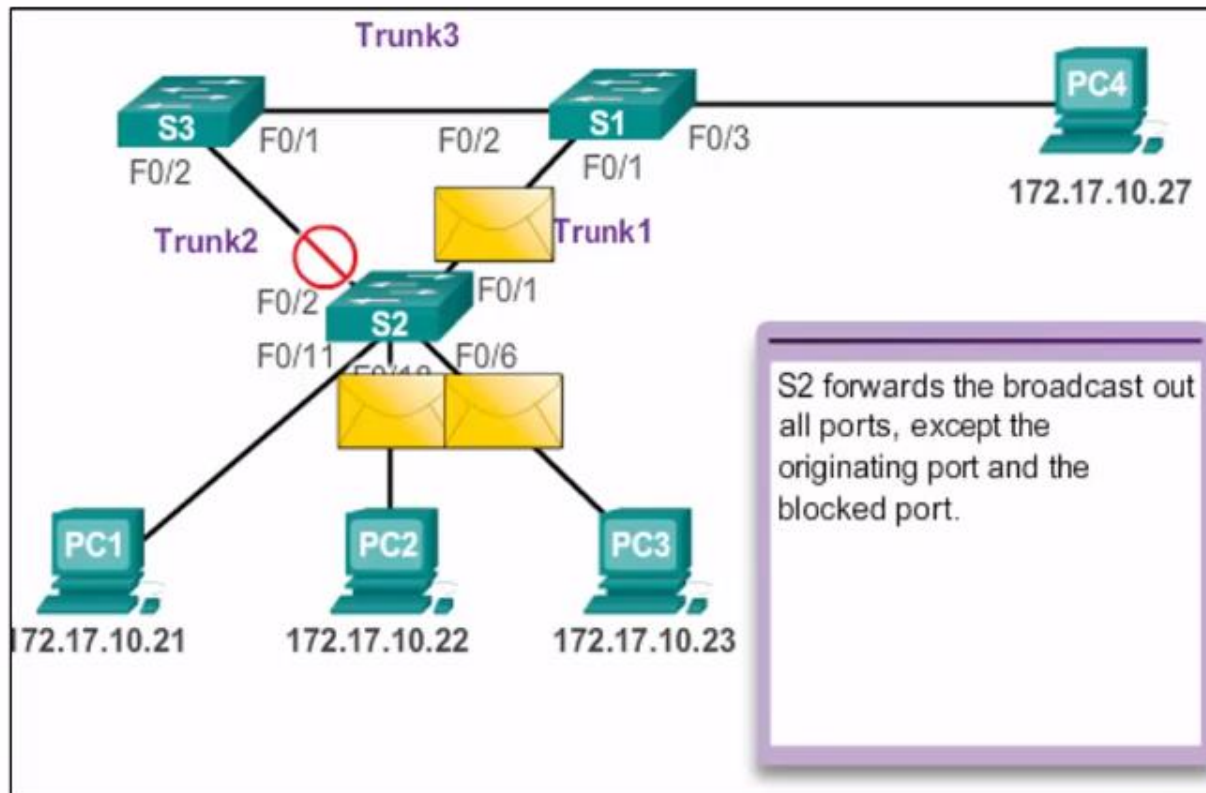 Trunk3
S3
S1
PC4
F0/1
F0/2
F0/3
F0/2
F0/1
172.17.10.27
Trunk2
Trunk1
F0/2
F0/1
S2
F0/11
F0/6
S2 forwards the broadcast out
all ports, except the
originating port and the
blocked port.
PC1
PC2
PC3
172.17.10.21
172.17.10.22
172.17.10.23